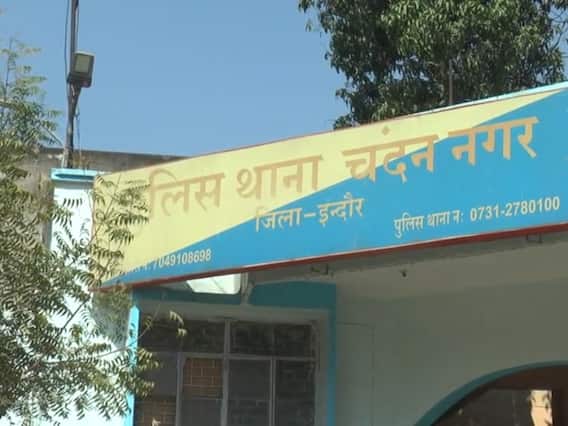 पुलिस थाना चंदन नगर
जिला-इन्दौर
पुलिस थाना न: 0731-2780100
न: 7049108698